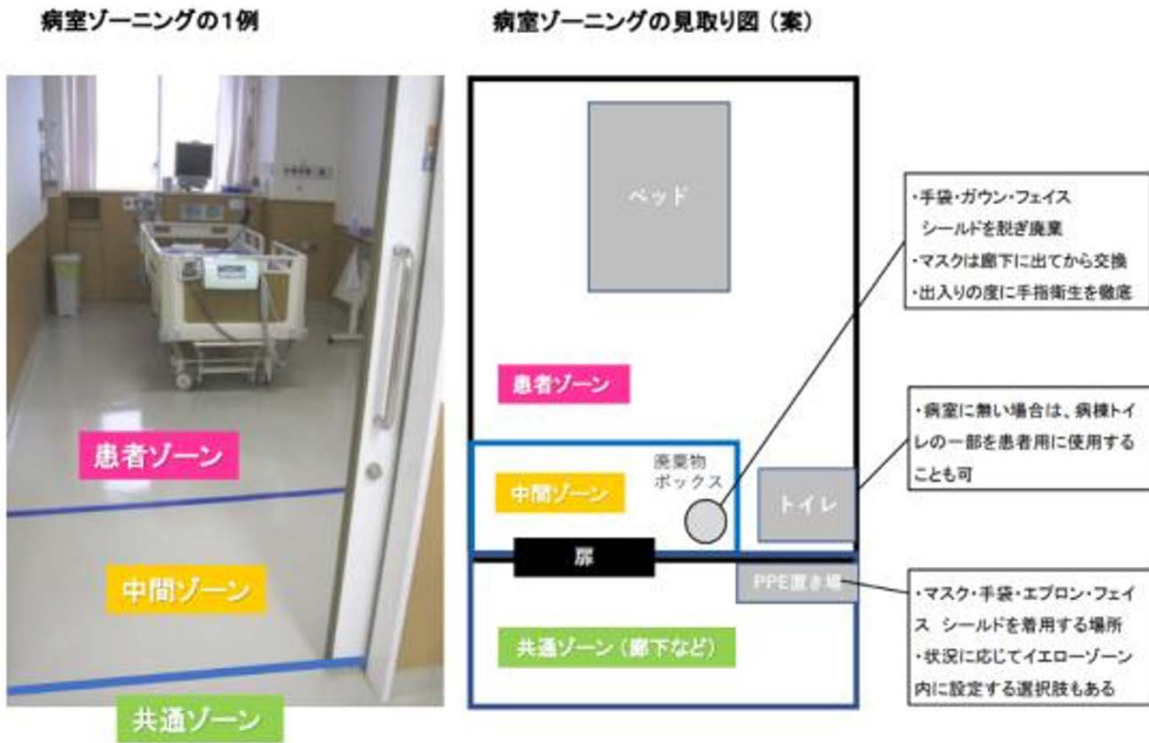 病室ゾーニングの1例
病室ゾーニングの見取り図(案)
患者ゾーン
中間ゾーン
共通ゾーン
ベッド
患者ゾーン
中間ゾーン
廃棄物
ボックス
トイレ
扉
PPE置き場
共通ゾーン(廊下など)
・手袋・ガウン・フェイス
シールドを脱ぎ廃棄
・マスクは廊下に出てから交換
・出入りの度に手指衛生を徹底
・病室に無い場合は、病棟トイ
レの一部を患者用に使用する
ことも可
・マスク・手袋・エプロン・フェイ
ス シールドを着用する場所
・状況に応じてイエローゾーン
内に設定する選択肢もある